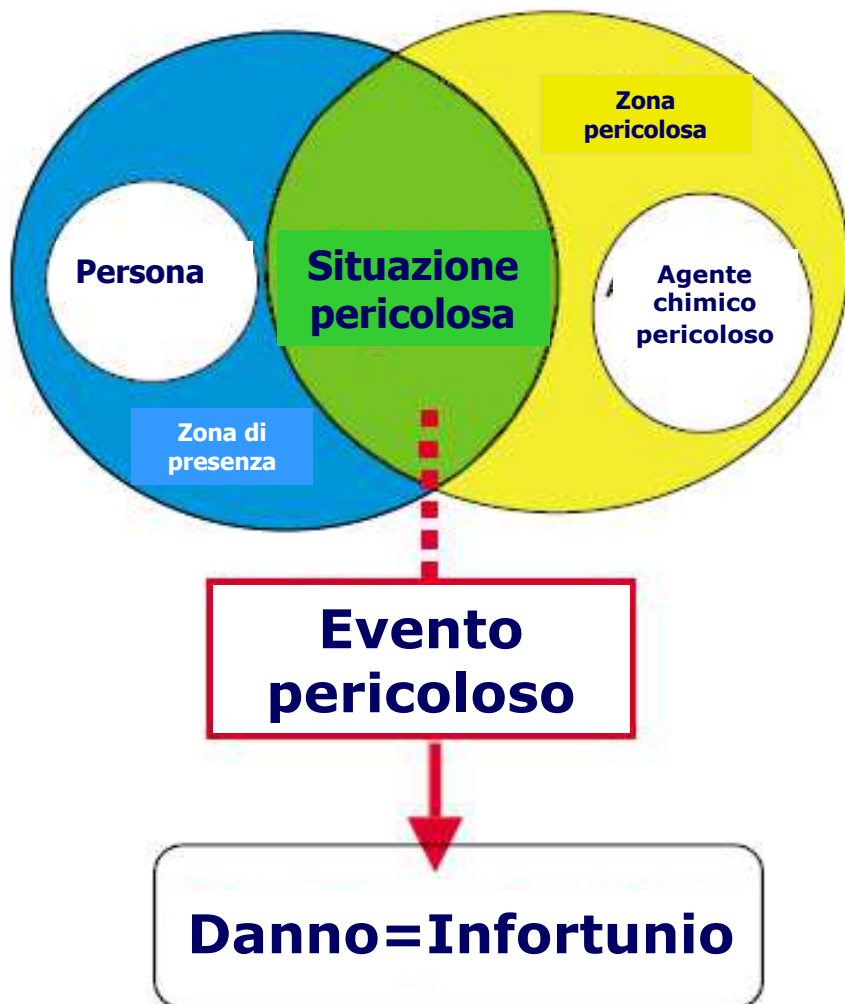 Zona
pericolosa
Persona
Situazione
pericolosa
Agente
chimico
pericoloso
Zona di
presenza
Evento
pericoloso
Danno=Infortunio